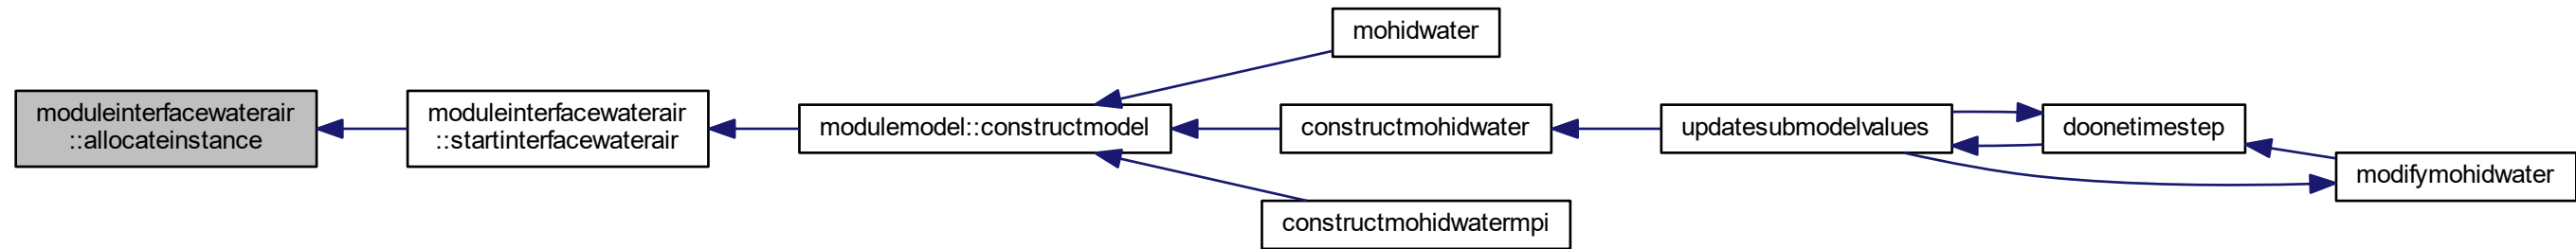 mohidwater
moduleinterfacewaterair
::allocateinstance
moduleinterfacewaterair
::startinterfacewaterair
modulemodel::constructmodel
constructmohidwater
updatesubmodelvalues
doonetimestep
modifymohidwater
constructmohidwatermpi